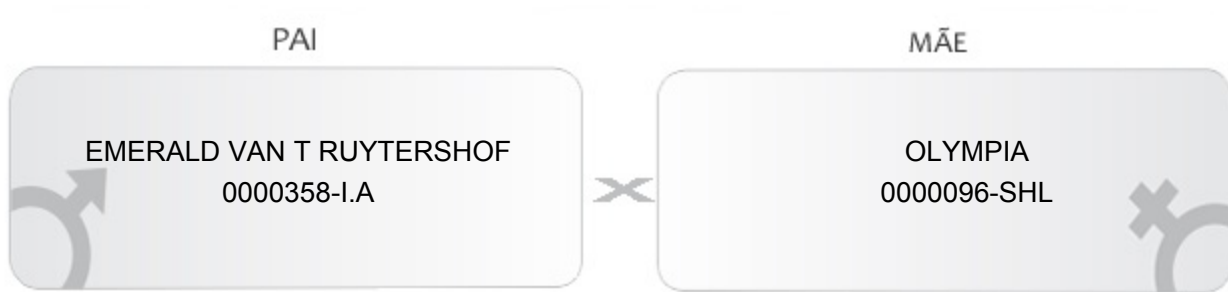 PAI
EMERALD VAN T RUYTERSHOF
0000358-I.A
X
MÃE
OLYMPIA
0000096-SHL